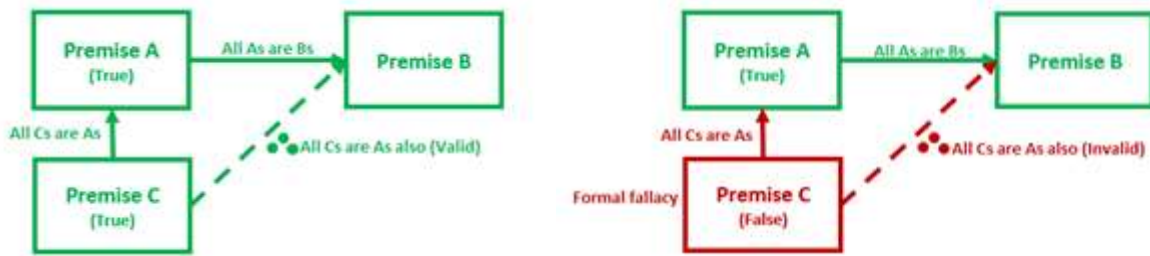 Premise A
(True)
All As are Bs
Premise B
All Cs are As
All Cs are As also (Valid)
Premise C
(True)
Premise A
(True)
All As are Bs
Premise B
All Cs are As
All Cs are As also (Invalid)
Formal fallacy
Premise C
(False)